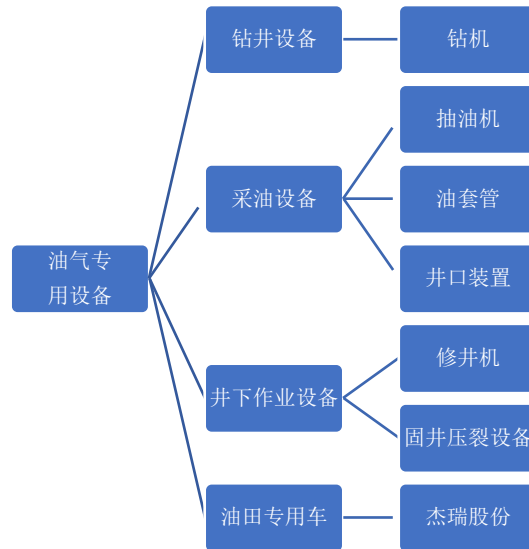 钻井设备
钻机
抽油机
采油设备
油套管
油气专
用设备
井口装置
修井机
井下作业设备
固井压裂设备
油田专用车
杰瑞股份